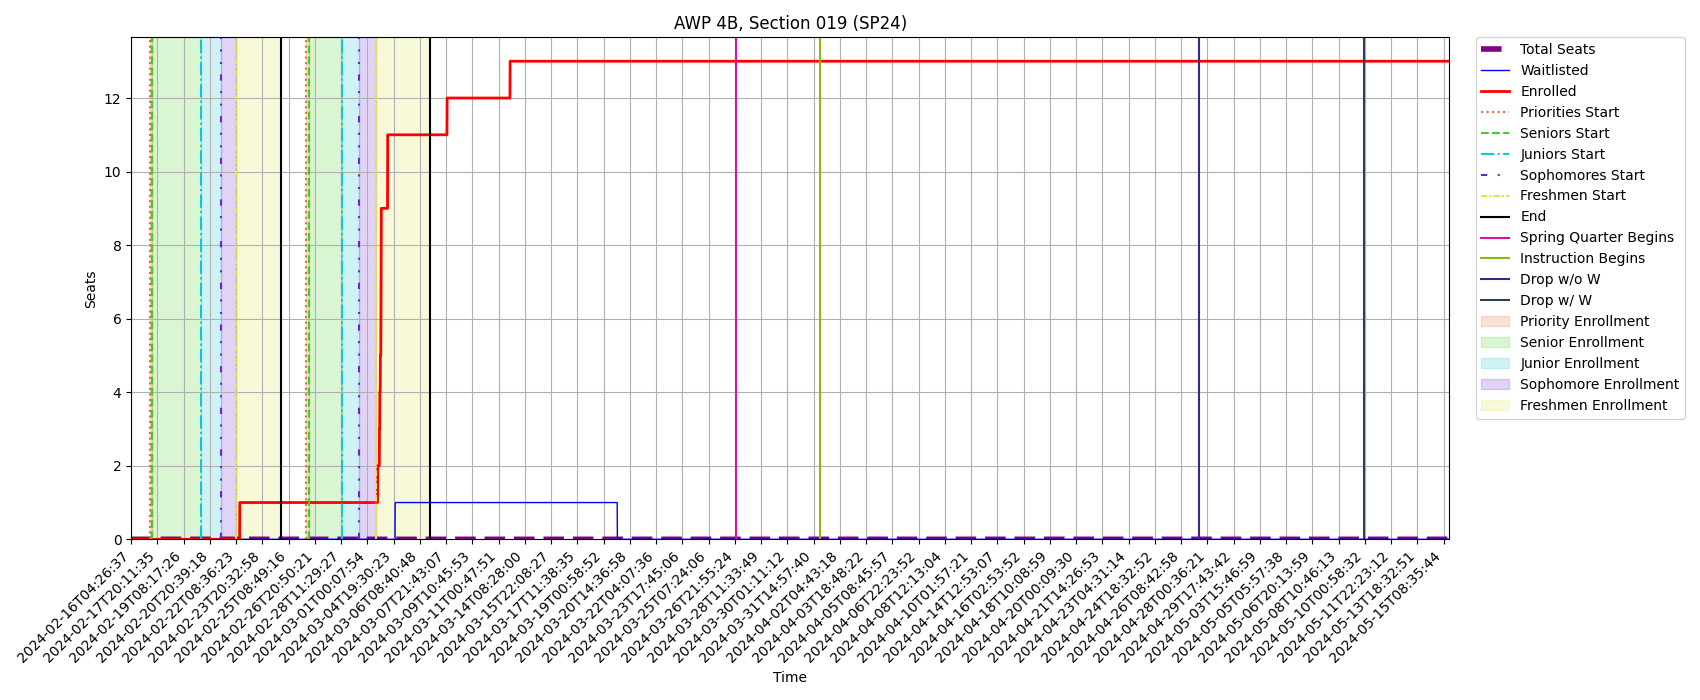 AWP 4B, Section 019 (SP24)
Seats
12
10
8
6
4
2
0
2024-02-16T04:26:37
2024-02-17T20:11:35
2024-02-19T08:17:26
2024-02-20T20:39:18
2024-02-22T08:36:23
2024-02-23T20:32:58
2024-02-25T08:49:16
2024-02-26T20:50:21
2024-02-28T11:29:27
2024-03-01T00:07:54
2024-03-04T19:30:23
2024-03-06T08:40:48
2024-03-07T21:43:07
2024-03-09T10:45:53
2024-03-11T00:47:51
2024-03-14T08:28:00
2024-03-15T22:08:27
2024-03-17T11:38:35
2024-03-19T00:58:52
2024-03-20T14:36:58
2024-03-22T04:07:36
2024-03-23T17:45:06
2024-03-25T07:24:06
2024-03-26T21:55:24
2024-03-28T11:33:49
2024-03-30T01:11:12
2024-03-31T14:57:40
2024-04-02T04:43:18
2024-04-03T18:48:22
2024-04-05T08:45:57
2024-04-06T22:23:52
2024-04-08T12:13:04
2024-04-10T01:57:21
2024-04-14T12:53:07
2024-04-16T02:53:52
2024-04-18T10:08:59
2024-04-20T00:09:30
2024-04-21T14:26:53
2024-04-23T04:31:14
2024-04-24T18:32:52
2024-04-26T08:42:58
2024-04-28T00:36:21
2024-04-29T17:43:42
2024-05-03T15:46:59
2024-05-05T05:57:38
2024-05-06T20:13:59
2024-05-08T10:46:13
2024-05-10T00:58:32
2024-05-11T22:23:12
2024-05-13T18:32:51
2024-05-15T08:35:44
Time
Total Seats
Waitlisted
Enrolled
Priorities Start
Seniors Start
Juniors Start
Sophomores Start
Freshmen Start
End
Spring Quarter Begins
Instruction Begins
Drop w/o W
Drop w/ W
Priority Enrollment
Senior Enrollment
Junior Enrollment
Sophomore Enrollment
Freshmen Enrollment